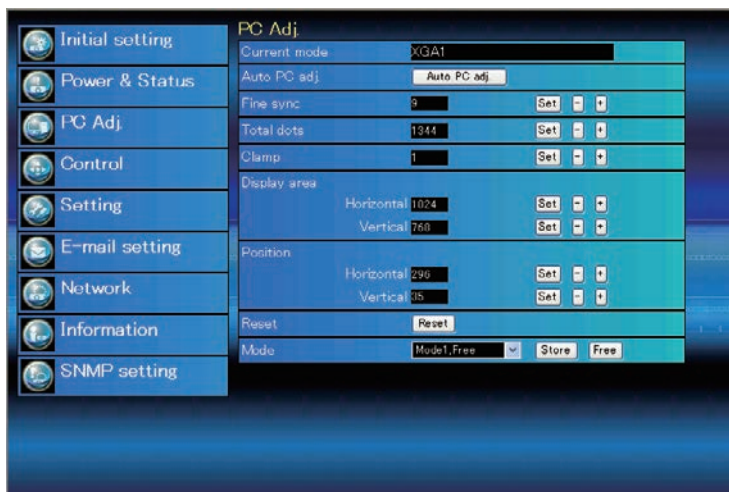 Initial setting
Power & Status
PC Adj.
Control
Setting
E-mail setting
Network
Information
SNMP setting
PC Adj.
Current mode XGA1
Auto PC adj. Auto PC adj.
Fine sync 9 Set - +
Total dots 1344 Set - +
Clamp 1 Set - +
Display area
Horizontal 1024 Set - +
Vertical 768 Set - +
Position
Horizontal 296 Set - +
Vertical 35 Set - +
Reset Reset
Mode Mode1,Free Store Free